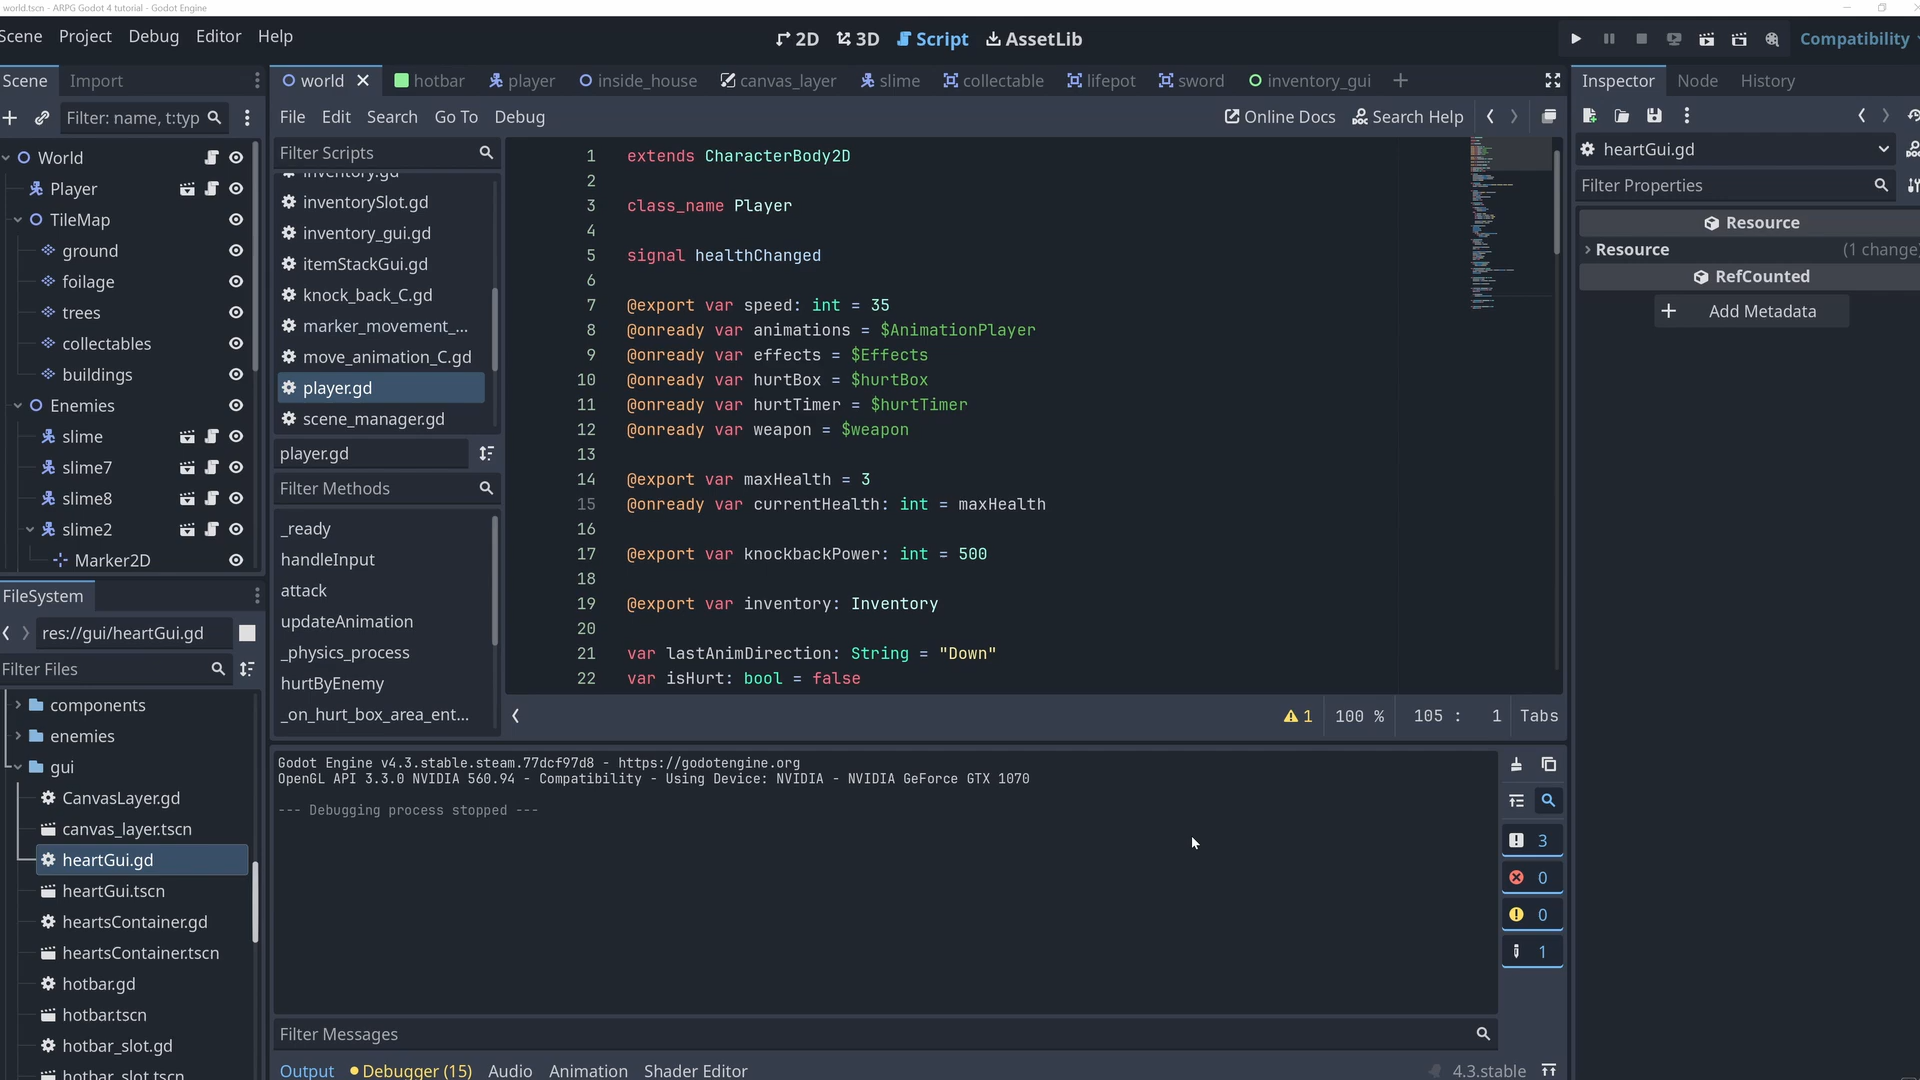 world.tscn - ARPG Godot 4 tutorial - Godot Engine
Scene Project Debug Editor Help
2D 3D Script AssetLib
Compatibility
Scene Import
world hotbar player inside_house canvas_layer slime collectable lifepot sword inventory_gui
Inspector Node History
Filter: name, t:typ
File Edit Search Go To Debug
Online Docs Search Help
World
Player
TileMap
ground
foilage
trees
collectables
buildings
Enemies
slime
slime7
slime8
slime2
Marker2D
Filter Scripts
inventory.gd
inventorySlot.gd
inventory_gui.gd
itemStackGui.gd
knock_back_C.gd
marker_movement_...
move_animation_C.gd
player.gd
scene_manager.gd
player.gd
Filter Methods
_ready
handleInput
attack
updateAnimation
_physics_process
hurtByEnemy
_on_hurt_box_area_ent...
1 extends CharacterBody2D
2
3 class_name Player
4
5 signal healthChanged
6
7 @export var speed: int = 35
8 @onready var animations = $AnimationPlayer
9 @onready var effects = $Effects
10 @onready var hurtBox = $hurtBox
11 @onready var hurtTimer = $hurtTimer
12 @onready var weapon = $weapon
13
14 @export var maxHealth = 3
15 @onready var currentHealth: int = maxHealth
16
17 @export var knockbackPower: int = 500
18
19 @export var inventory: Inventory
20
21 var lastAnimDirection: String = "Down"
22 var isHurt: bool = false
1 100 % 105 : 1 Tabs
heartGui.gd
Filter Properties
Resource
Resource (1 change)
RefCounted
Add Metadata
FileSystem
res://gui/heartGui.gd
Filter Files
components
enemies
gui
CanvasLayer.gd
canvas_layer.tscn
heartGui.gd
heartGui.tscn
heartsContainer.gd
heartsContainer.tscn
hotbar.gd
hotbar.tscn
hotbar_slot.gd
hotbar_slot.tscn
Godot Engine v4.3.stable.steam.77dcf97d8 - https://godotengine.org
OpenGL API 3.3.0 NVIDIA 560.94 - Compatibility - Using Device: NVIDIA - NVIDIA GeForce GTX 1070
--- Debugging process stopped ---
3
0
0
1
Filter Messages
Output Debugger (15) Audio Animation Shader Editor
4.3.stable